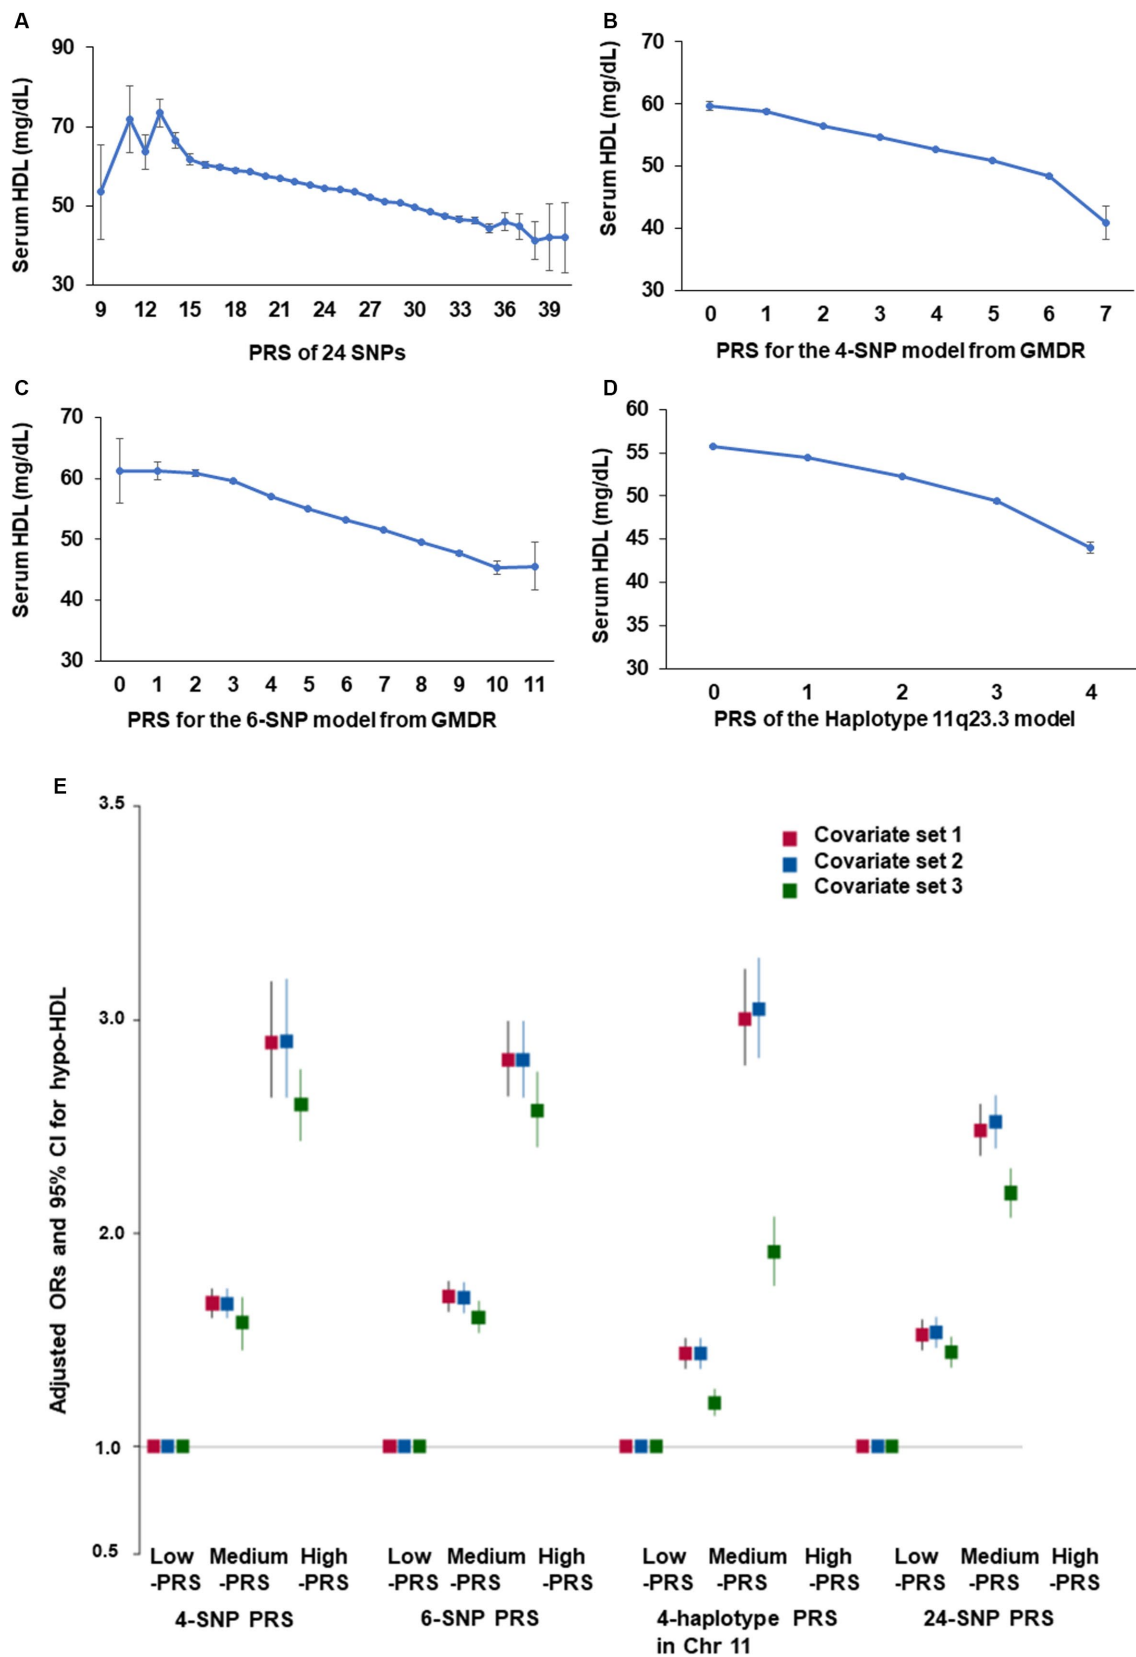 A
Serum HDL (mg/dL)
90
70
50
30
9 12 15 18 21 24 27 30 33 36 39
PRS of 24 SNPs
B
Serum HDL (mg/dL)
70
60
50
40
30
0 1 2 3 4 5 6 7
PRS for the 4-SNP model from GMDR
C
Serum HDL (mg/dL)
70
60
50
40
30
0 1 2 3 4 5 6 7 8 9 10 11
PRS for the 6-SNP model from GMDR
D
Serum HDL (mg/dL)
60
55
50
45
40
35
30
0 1 2 3 4
PRS of the Haplotype 11q23.3 model
E
Adjusted ORs and 95% CI for hypo-HDL
3.5
3.0
2.0
1.0
0.5
Covariate set 1
Covariate set 2
Covariate set 3
Low Medium High Low Medium High Low Medium High Low Medium High
-PRS -PRS -PRS -PRS -PRS -PRS -PRS -PRS -PRS -PRS -PRS -PRS
4-SNP PRS 6-SNP PRS 4-haplotype PRS 24-SNP PRS
in Chr 11